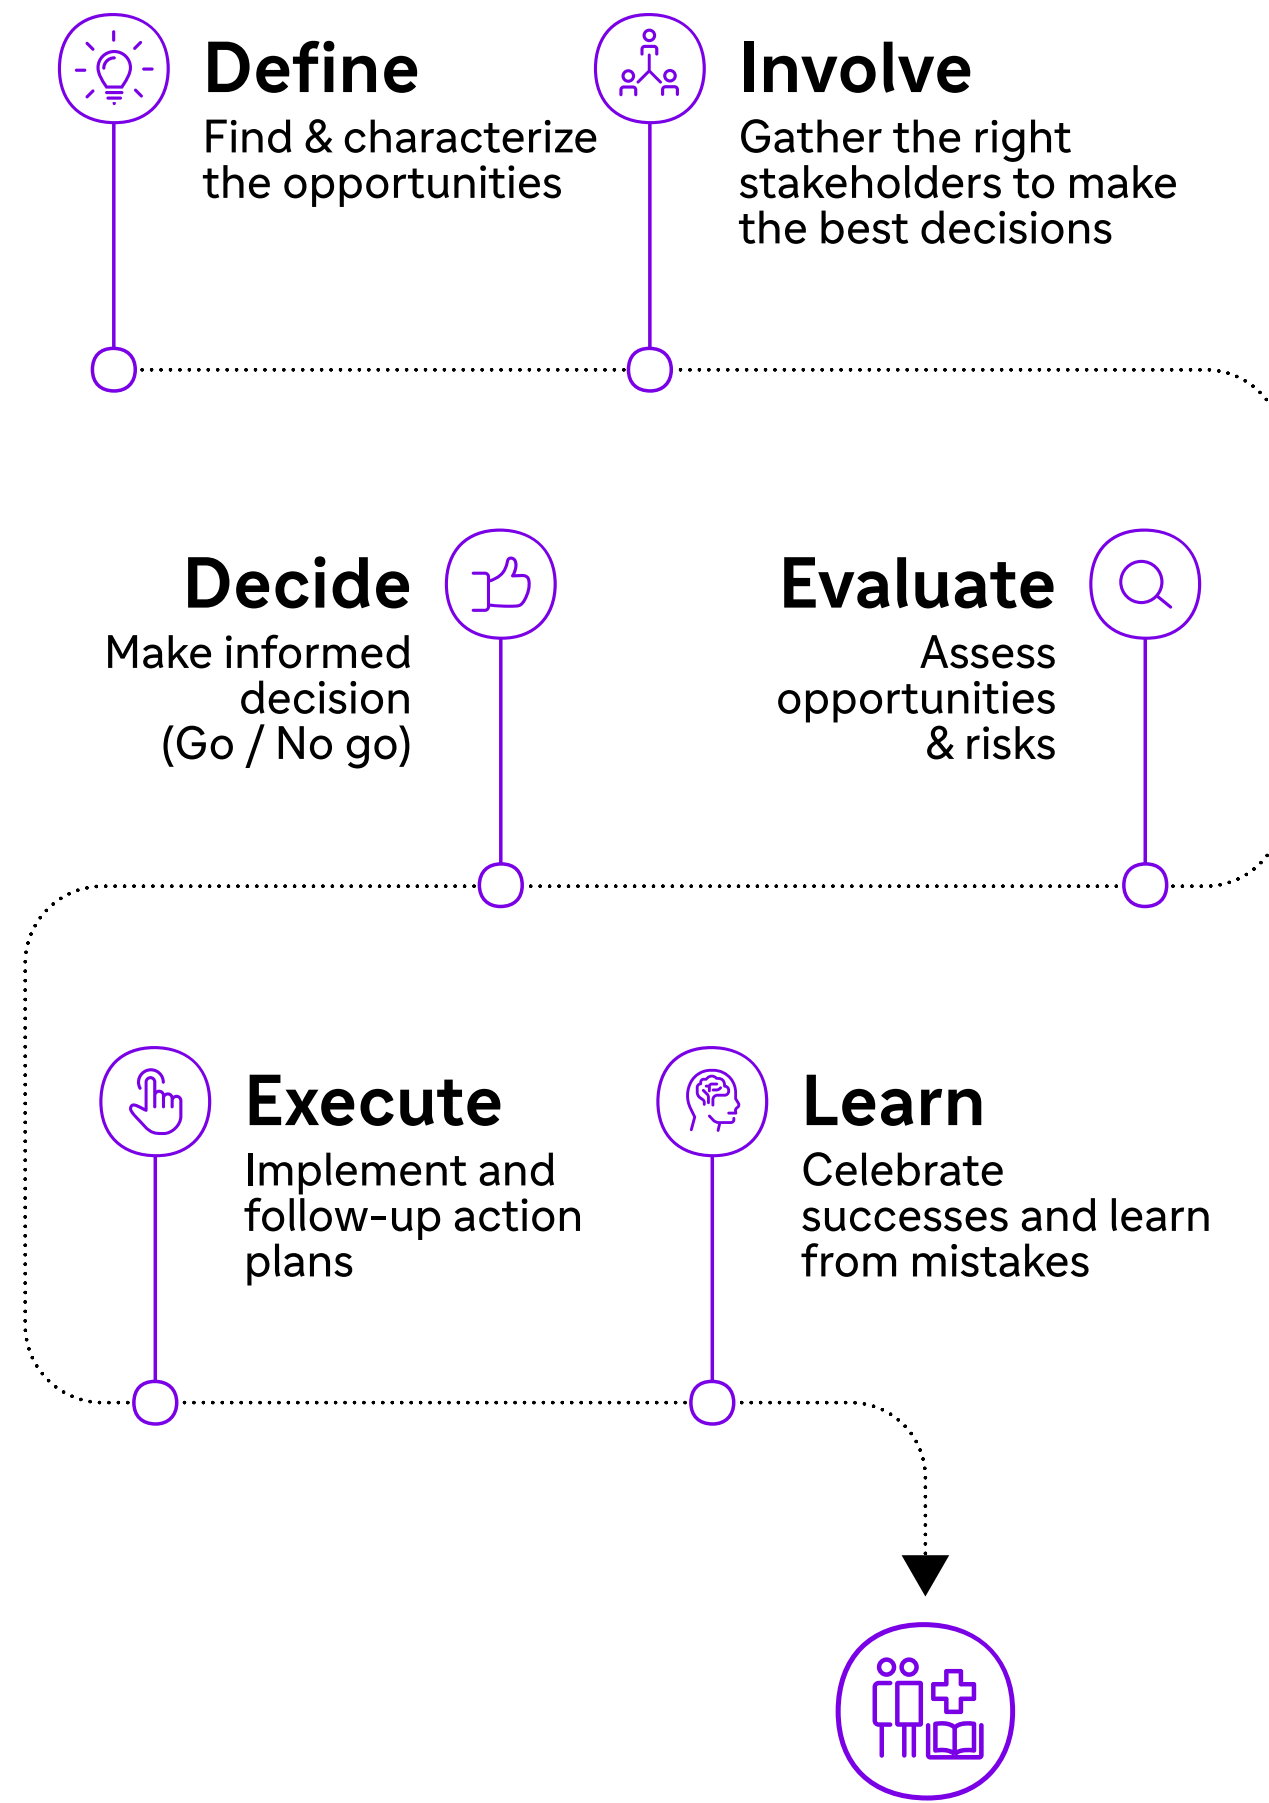 Define
Find & characterize
the opportunities
Involve
Gather the right
stakeholders to make
the best decisions
Evaluate
Assess
opportunities
& risks
Decide
Make informed
decision
(Go / No go)
Execute
Implement and
follow-up action
plans
Learn
Celebrate
successes and learn
from mistakes